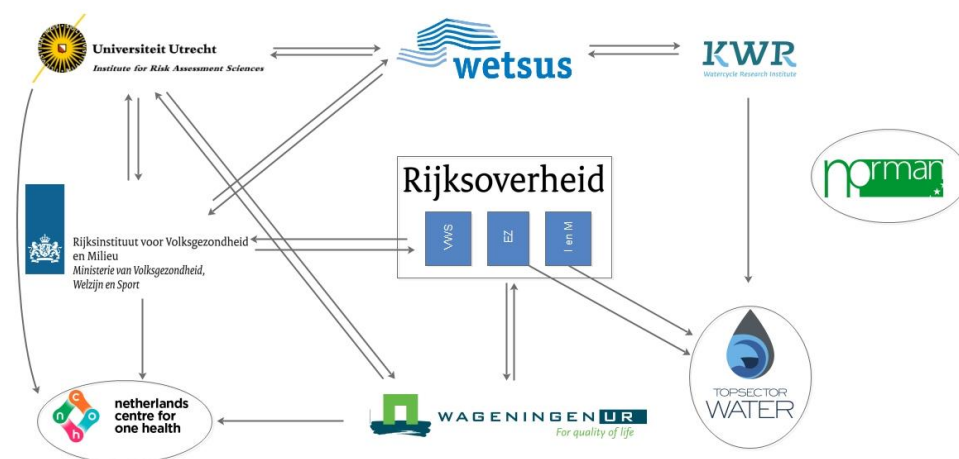 Universiteit Utrecht
Institute for Risk Assessment Sciences
wetsus
KWR
Watercycle Research Institute
norman
Rijksoverheid
VWS
EZ
I en M
Rijksinstituut voor Volksgezondheid
en Milieu
Ministerie van Volksgezondheid,
Welzijn en Sport
TOPSECTOR
WATER
n c o h
netherlands
centre for
one health
WAGENINGEN UR
For quality of life